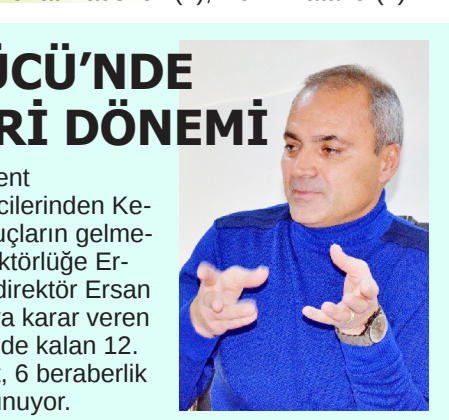 ÜCÜ’NDE
Rİ DÖNEMİ
ent
cilerinden Ke-
uçların gelme-
ktörlüğe Er-
direktör Ersan
a karar veren
de kalan 12.
, 6 beraberlik
unuyor.